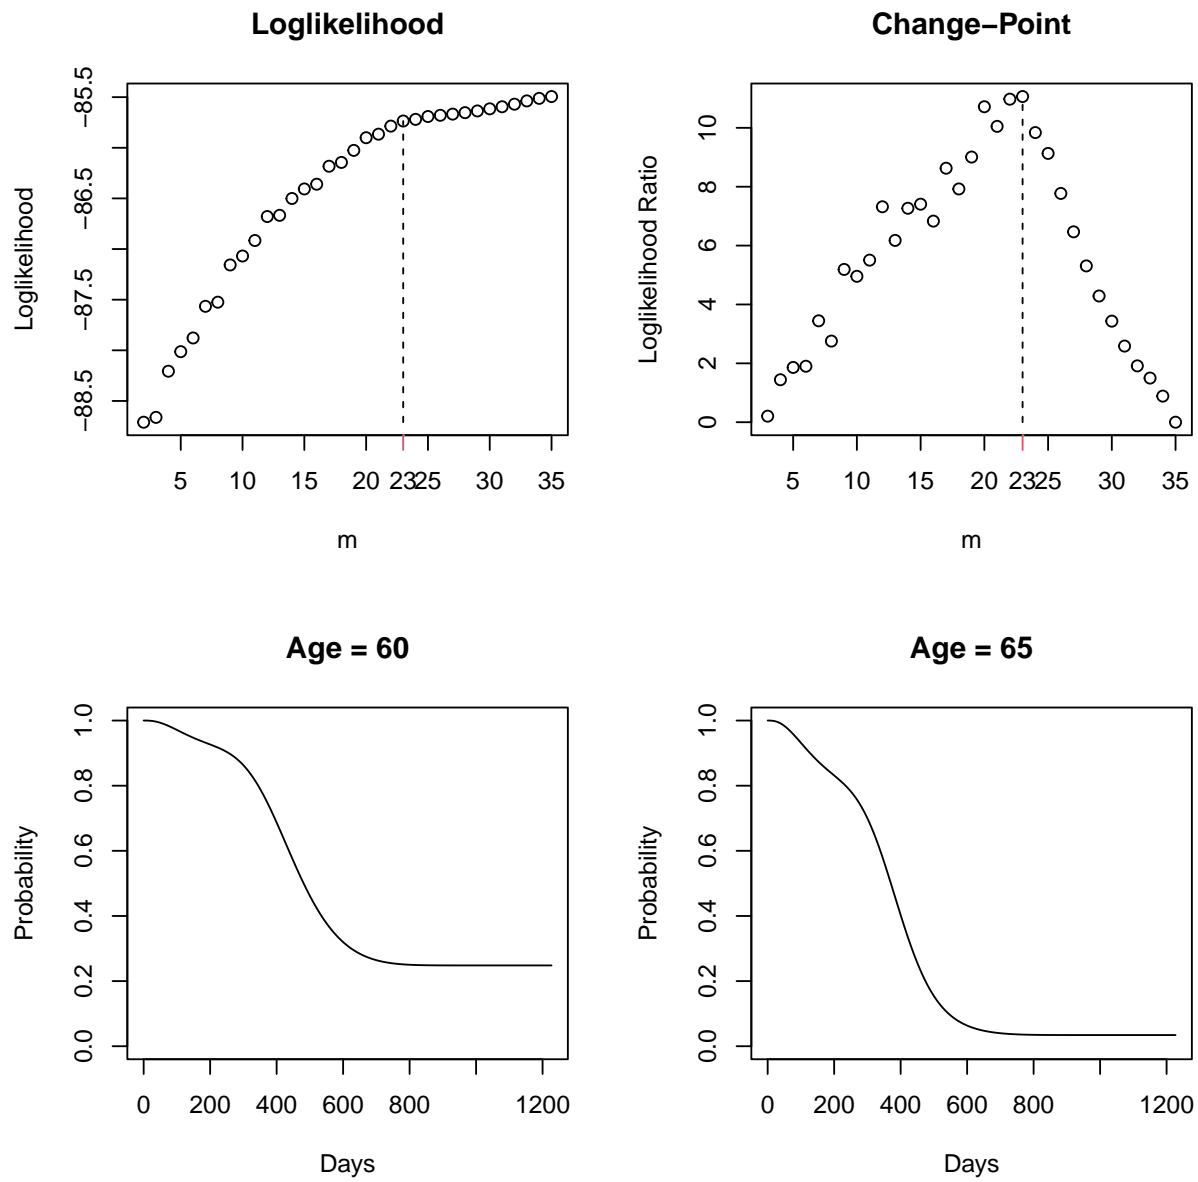 Loglikelihood
Loglikelihood
−88.5
−87.5
−86.5
−85.5
5 10 15 20 23 25 30 35
m
Change−Point
Loglikelihood Ratio
0
2
4
6
8
10
5 10 15 20 23 25 30 35
m
Age = 60
Probability
0.0
0.2
0.4
0.6
0.8
1.0
0 200 400 600 800 1200
Days
Age = 65
Probability
0.0
0.2
0.4
0.6
0.8
1.0
0 200 400 600 800 1200
Days